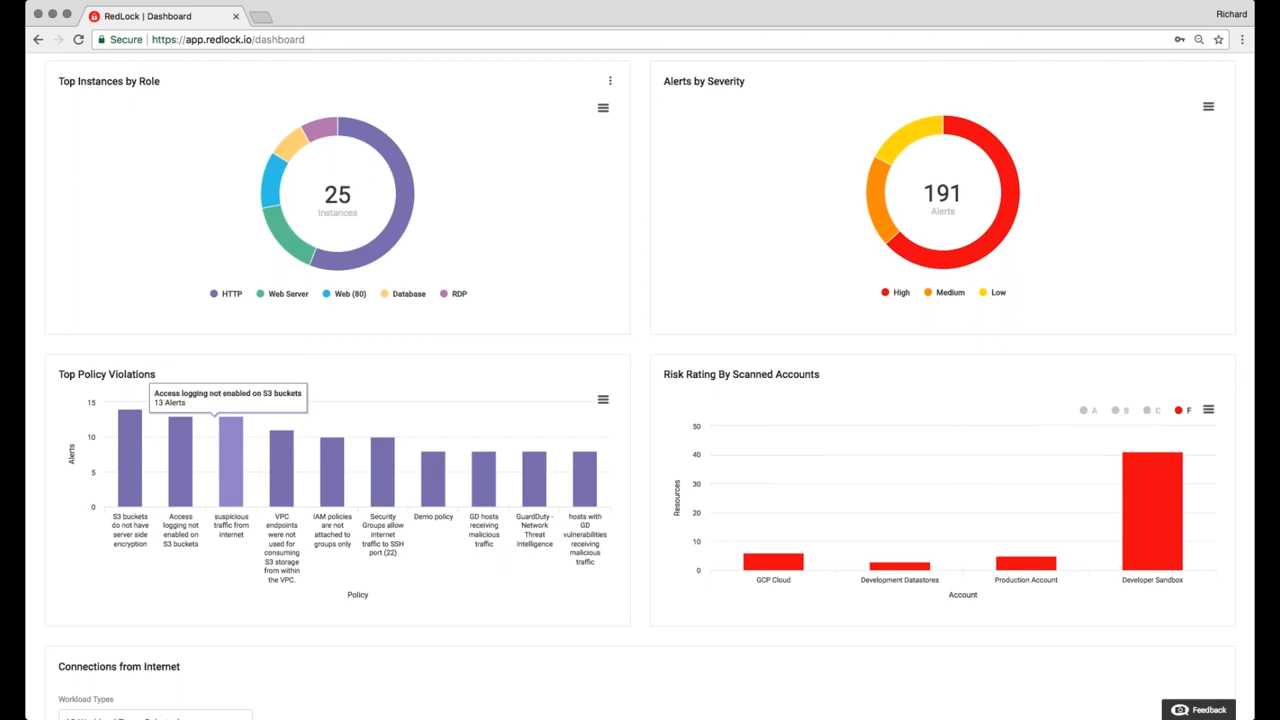 RedLock | Dashboard
Richard
Secure
https://app.redlock.io/dashboard
Top Instances by Role
25
Instances
HTTP
Web Server
Web (80)
Database
RDP
Alerts by Severity
191
Alerts
High
Medium
Low
Top Policy Violations
Access logging not enabled on S3 buckets
13 Alerts
15
10
5
0
Alerts
S3 buckets
do not have
server side
encryption
Access
logging not
enabled on
S3 buckets
suspicious
traffic from
internet
VPC
endpoints
were not
used for
consuming
S3 storage
from within
the VPC.
IAM policies
are not
attached to
groups only
Security
Groups allow
internet
traffic to SSH
port (22)
Demo policy
GD hosts
receiving
malicious
traffic
GuardDuty -
Network
Threat
Intelligence
hosts with
GD
vulnerabilities
receiving
malicious
traffic
Policy
Risk Rating By Scanned Accounts
A
B
C
F
50
40
30
20
10
0
Resources
GCP Cloud
Development Datastores
Production Account
Developer Sandbox
Account
Connections from Internet
Workload Types
Feedback